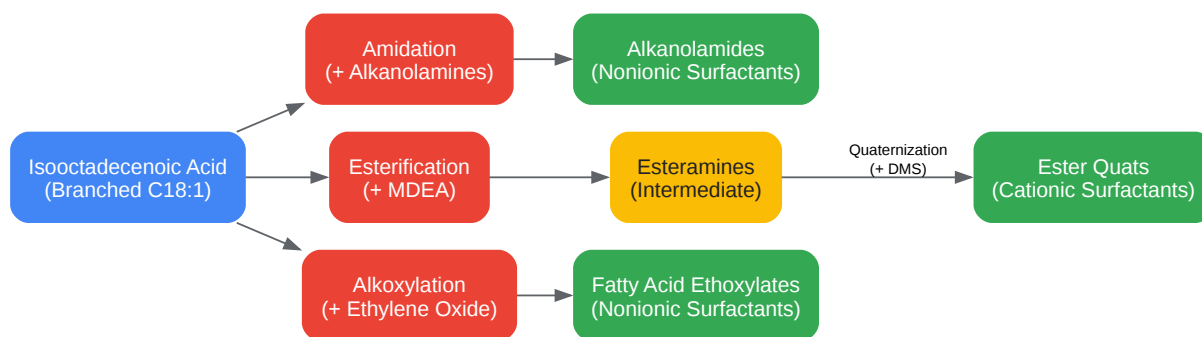 Amidation
(+ Alkanolamines)
Alkanolamides
(Nonionic Surfactants)
Isooctadecenoic Acid
(Branched C18:1)
Esterification
(+ MDEA)
Esteramines
(Intermediate)
Quaternization
(+ DMS)
Ester Quats
(Cationic Surfactants)
Alkoxylation
(+ Ethylene Oxide)
Fatty Acid Ethoxylates
(Nonionic Surfactants)